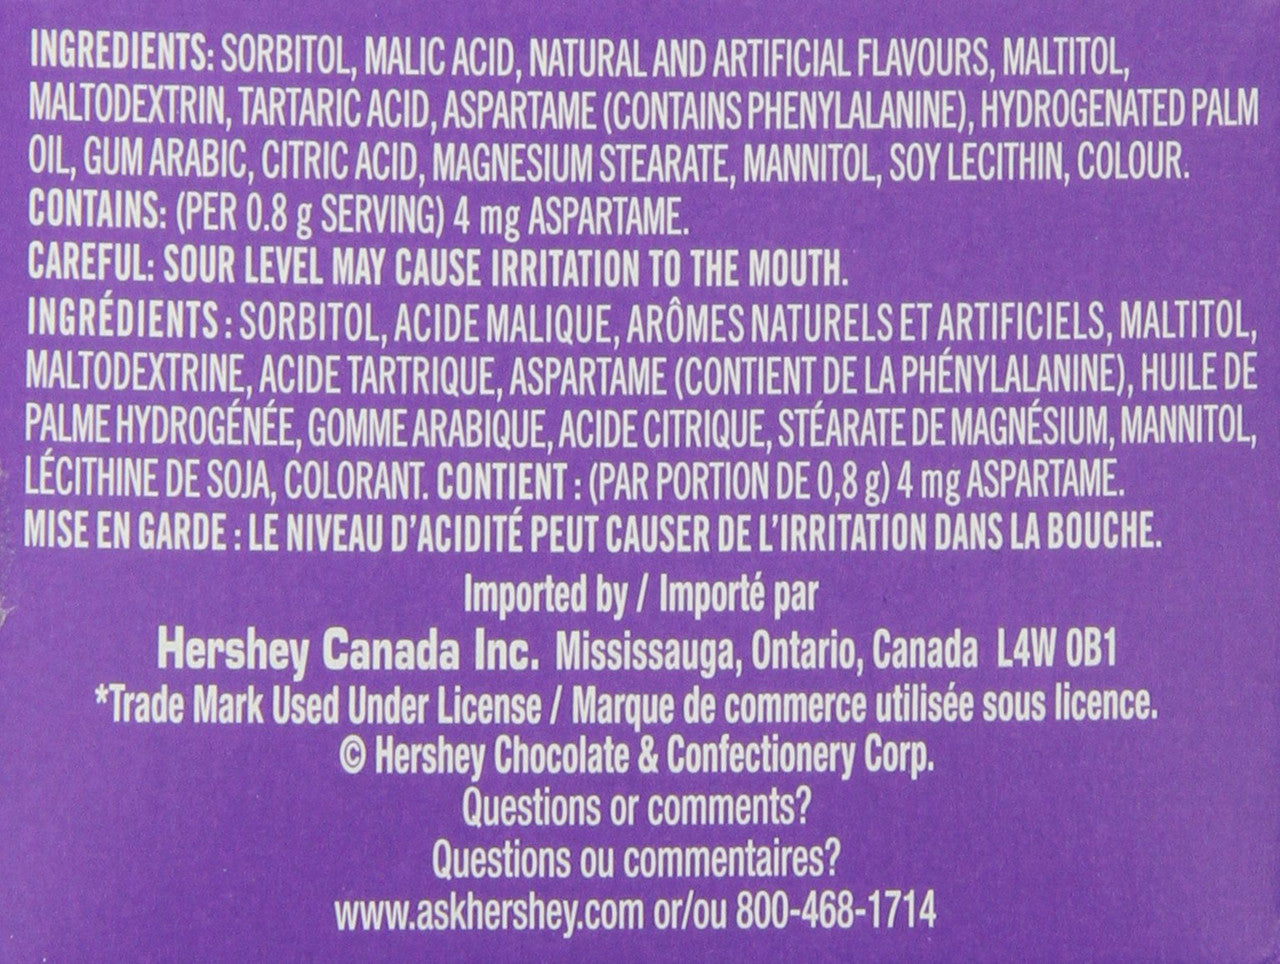 INGREDIENTS: SORBITOL, MALIC ACID, NATURAL AND ARTIFICIAL FLAVOURS, MALTITOL,
MALTODEXTRIN, TARTARIC ACID, ASPARTAME (CONTAINS PHENYLALANINE), HYDROGENATED PALM
OIL, GUM ARABIC, CITRIC ACID, MAGNESIUM STEARATE, MANNITOL, SOY LECITHIN, COLOUR.
CONTAINS: (PER 0.8 g SERVING) 4 mg ASPARTAME.
CAREFUL: SOUR LEVEL MAY CAUSE IRRITATION TO THE MOUTH.
INGRÉDIENTS : SORBITOL, ACIDE MALIQUE, ARÔMES NATURELS ET ARTIFICIELS, MALTITOL,
MALTODEXTRINE, ACIDE TARTRIQUE, ASPARTAME (CONTIENT DE LA PHÉNYLALANINE), HUILE DE
PALME HYDROGÉNÉE, GOMME ARABIQUE, ACIDE CITRIQUE, STÉARATE DE MAGNÉSIUM, MANNITOL,
LÉCITHINE DE SOJA, COLORANT. CONTIENT : (PAR PORTION DE 0,8 g) 4 mg ASPARTAME.
MISE EN GARDE : LE NIVEAU D'ACIDITÉ PEUT CAUSER DE L'IRRITATION DANS LA BOUCHE.
Imported by / Importé par
Hershey Canada Inc. Mississauga, Ontario, Canada L4W 0B1
*Trade Mark Used Under License / Marque de commerce utilisée sous licence.
© Hershey Chocolate & Confectionery Corp.
Questions or comments?
Questions ou commentaires?
www.askhershey.com or/ou 800-468-1714